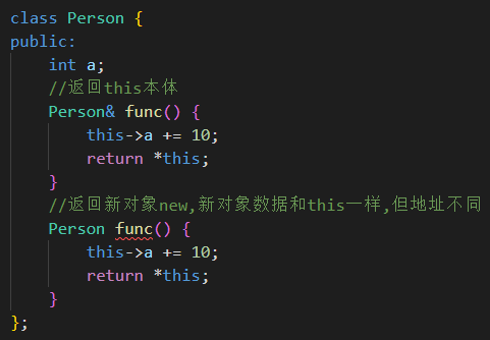 class Person {
public:
    int a;
    //返回this本体
    Person& func() {
        this->a += 10;
        return *this;
    }
    //返回新对象new,新对象数据和this一样,但地址不同
    Person func() {
        this->a += 10;
        return *this;
    }
};